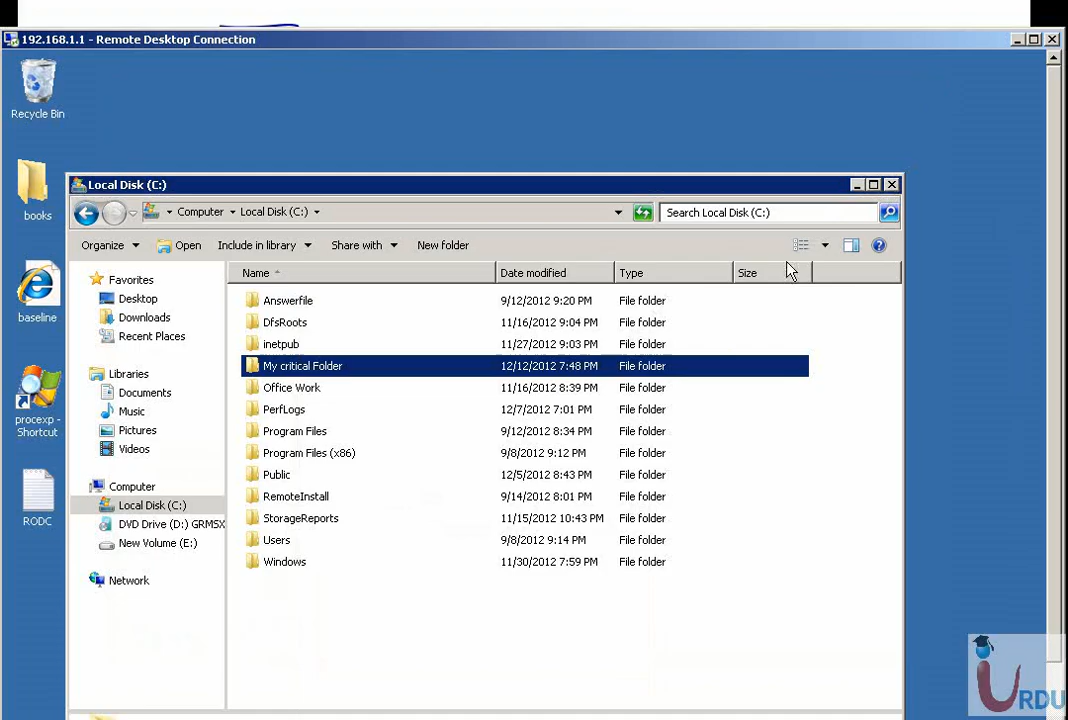 192.168.1.1 - Remote Desktop Connection
Recycle Bin
books
baseline
procexp -
Shortcut
RODC
Local Disk (C:)
Computer Local Disk (C:)
Search Local Disk (C:)
Organize Open Include in library Share with New folder
Favorites
Desktop
Downloads
Recent Places
Libraries
Documents
Music
Pictures
Videos
Computer
Local Disk (C:)
DVD Drive (D:) GRMSX
New Volume (E:)
Network
Name Date modified Type Size
Answerfile 9/12/2012 9:20 PM File folder
DfsRoots 11/16/2012 9:04 PM File folder
inetpub 11/27/2012 9:03 PM File folder
My critical Folder 12/12/2012 7:48 PM File folder
Office Work 11/16/2012 8:39 PM File folder
PerfLogs 12/7/2012 7:01 PM File folder
Program Files 9/12/2012 8:34 PM File folder
Program Files (x86) 9/8/2012 9:12 PM File folder
Public 12/5/2012 8:43 PM File folder
RemoteInstall 9/14/2012 8:01 PM File folder
StorageReports 11/15/2012 10:43 PM File folder
Users 9/8/2012 9:14 PM File folder
Windows 11/30/2012 7:59 PM File folder
iURDU